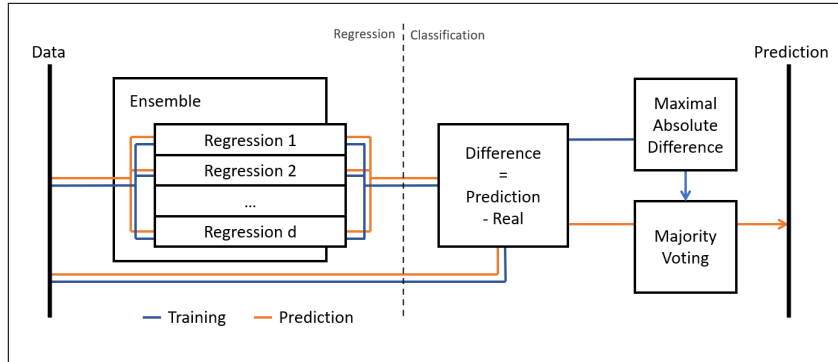 Regression
Classification
Data
Prediction
Ensemble
Regression 1
Regression 2
...
Regression d
Difference
=
Prediction
- Real
Maximal
Absolute
Difference
Majority
Voting
Training
Prediction